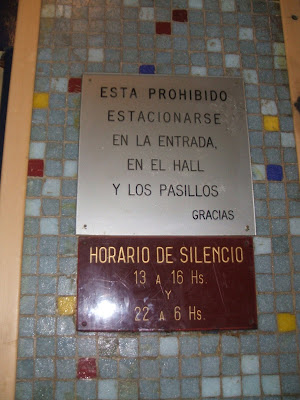 ESTA PROHIBIDO
ESTACIONARSE
EN LA ENTRADA,
EN EL HALL
Y LOS PASILLOS
GRACIAS
HORARIO DE SILENCIO
13 A 16 Hs.
Y
22 A 6 Hs.